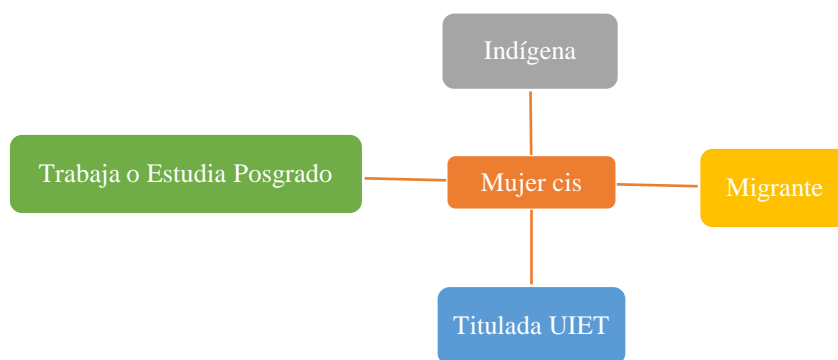 Indígena
Trabaja o Estudia Posgrado
Mujer cis
Migrante
Titulada UIET